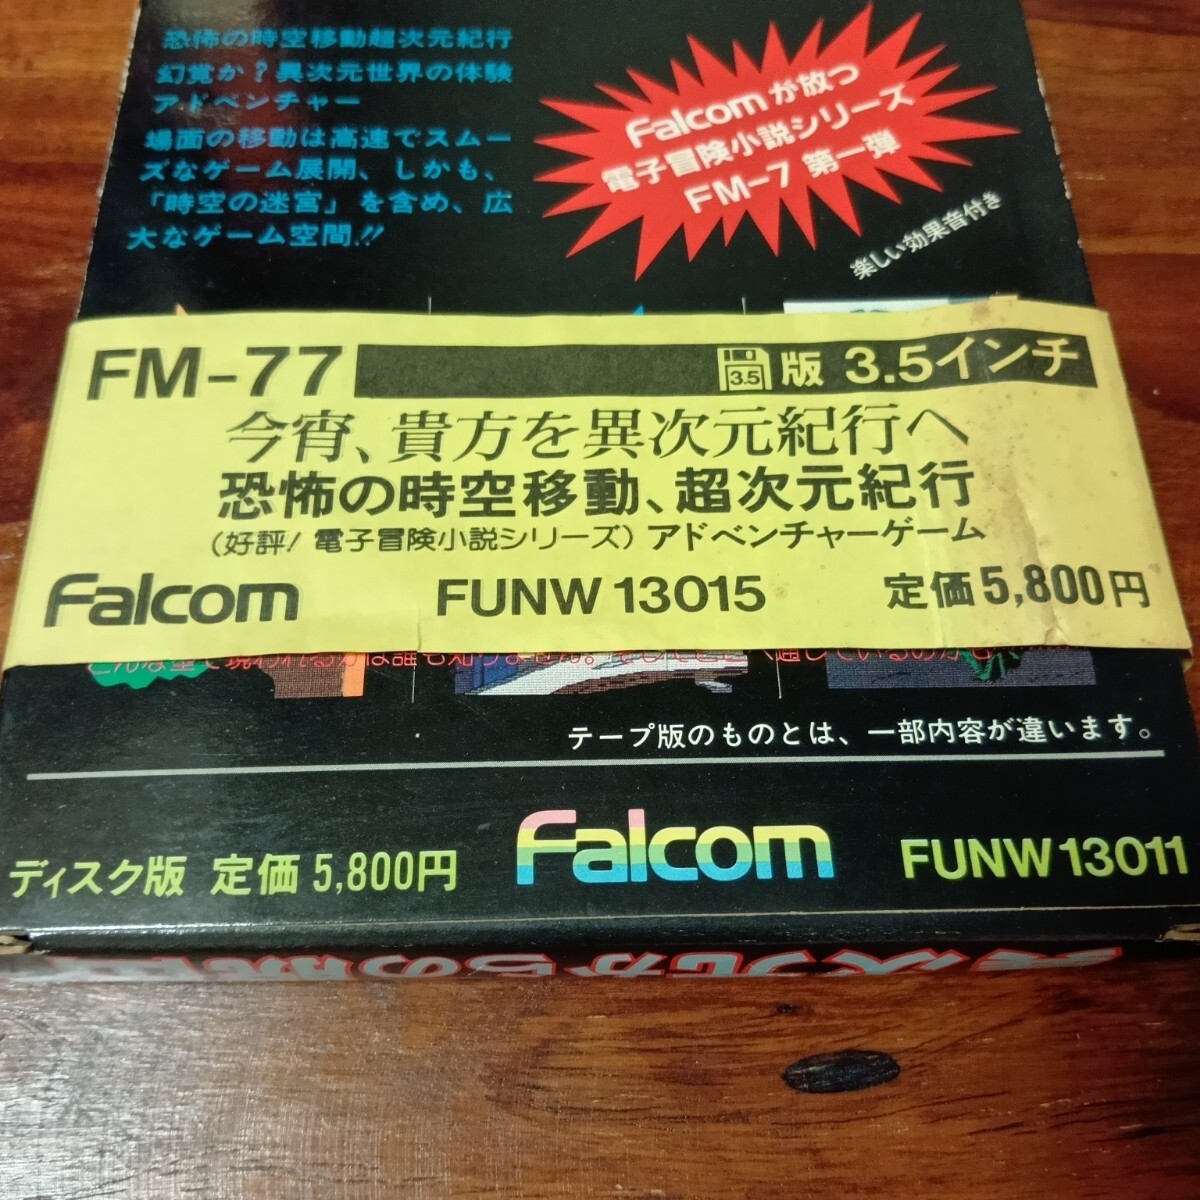 恐怖の時空移動超次元紀行
幻覚か?異次元世界の体験
アドベンチャー
場面の移動は高速でスムー
ズなゲーム展開、しかも、
「時空の迷宮」を含め、広
大なゲーム空間!!
Falcomが放つ
電子冒険小説シリーズ
FM-7 第一弾
楽しい効果音付き
FM-77 3.5 版 3.5インチ
今宵、貴方を異次元紀行へ
恐怖の時空移動、超次元紀行
(好評!電子冒険小説シリーズ)アドベンチャーゲーム
Falcom FUNW 13015 定価5,800円
テープ版のものとは、一部内容が違います。
ディスク版 定価 5,800円 Falcom FUNW 13011